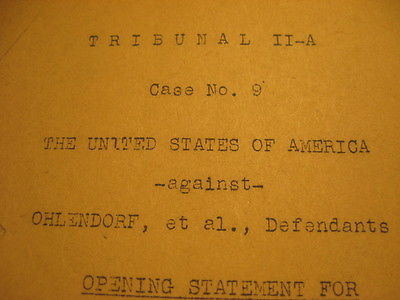 TRIBUNAL II-A
Case No. 9
THE UNITED STATES OF AMERICA
-against-
OHLENDORF, et al., Defendants
OPENING STATEMENT FOR